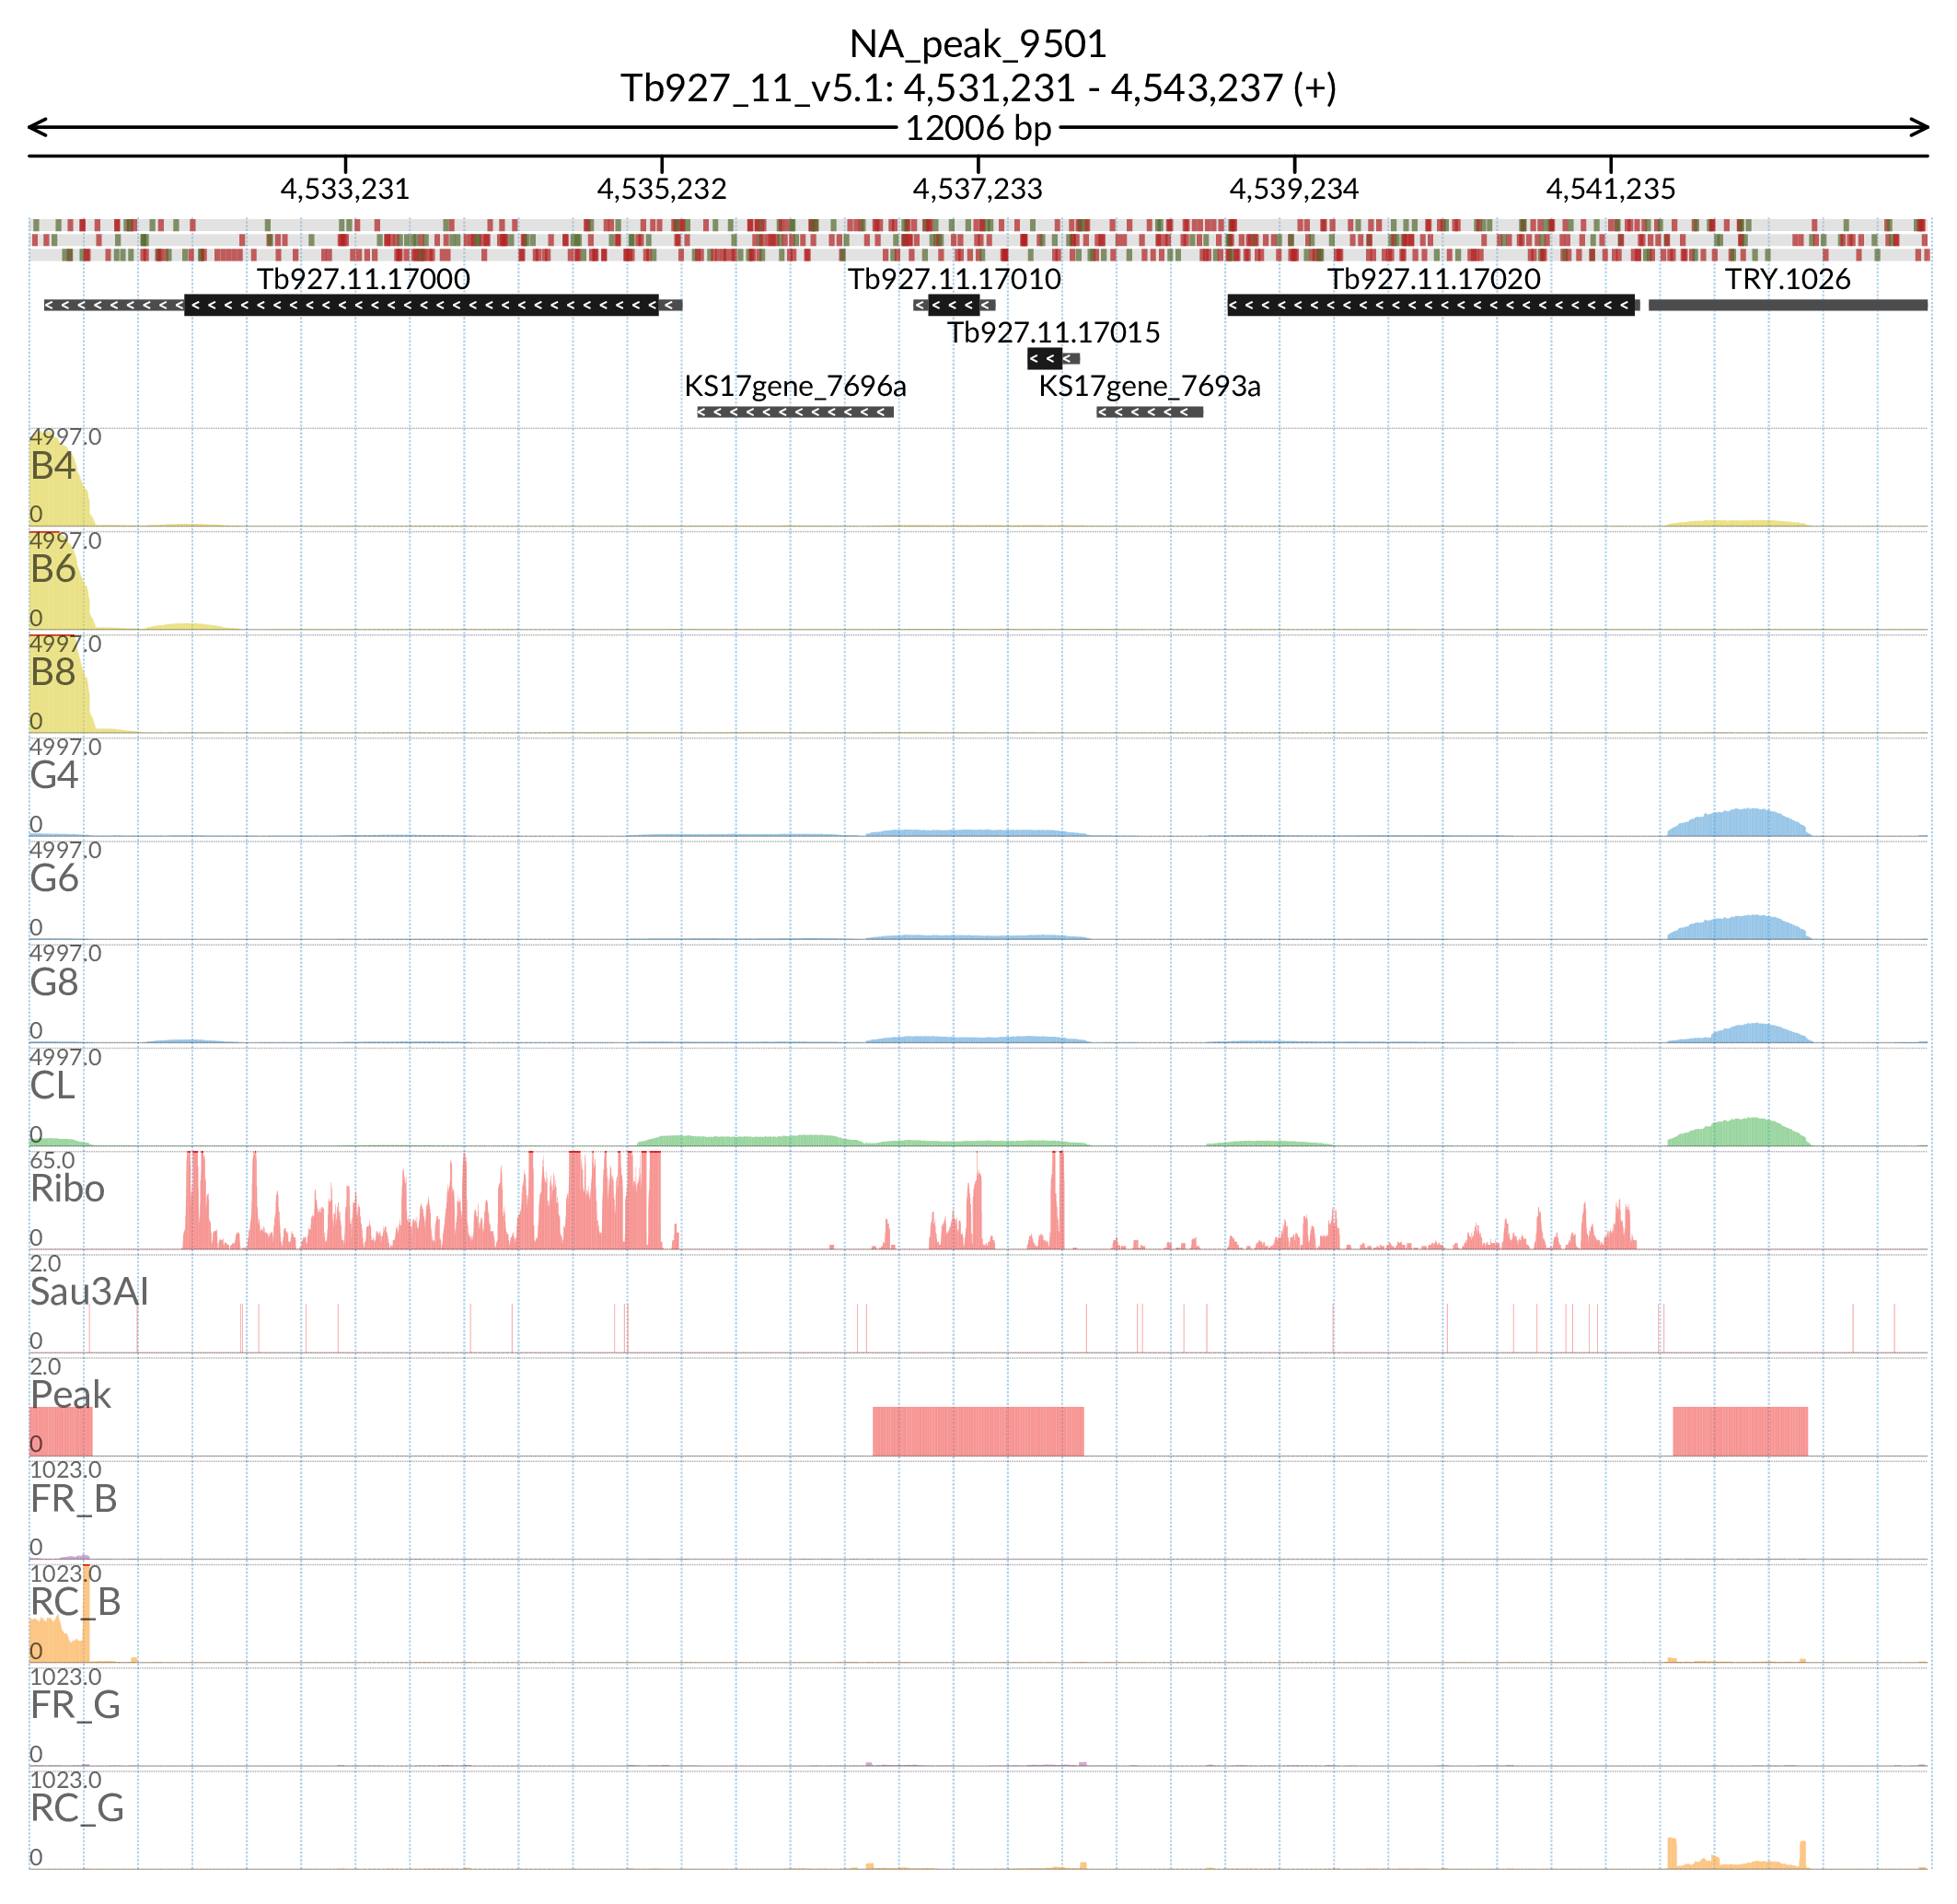 NA_peak_9501
Tb927_11_v5.1: 4,531,231 - 4,543,237 (+)
12006 bp
4,533,231 4,535,232 4,537,233 4,539,234 4,541,235
Tb927.11.17000 Tb927.11.17010 Tb927.11.17020 TRY.1026
Tb927.11.17015
KS17gene_7696a KS17gene_7693a
4997.0
B4
0
4997.0
B6
0
4997.0
B8
0
4997.0
G4
0
4997.0
G6
0
4997.0
G8
0
4997.0
CL
0
65.0
Ribo
0
2.0
Sau3AI
0
2.0
Peak
0
1023.0
FR_B
0
1023.0
RC_B
0
1023.0
FR_G
0
1023.0
RC_G
0